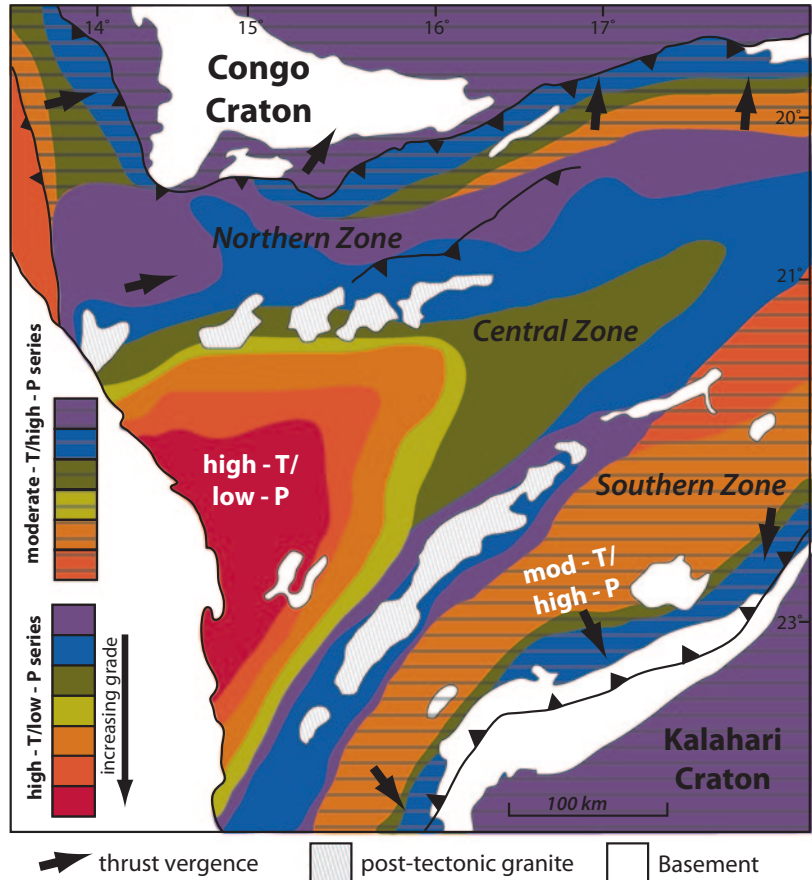 14°
15°
16°
17°
Congo
Craton
20°
Northern Zone
21°
Central Zone
moderate - T/high - P series
high - T/
low - P
Southern Zone
mod - T/
high - P
23°
high - T/low - P series
increasing grade
Kalahari
Craton
100 km
thrust vergence
post-tectonic granite
Basement